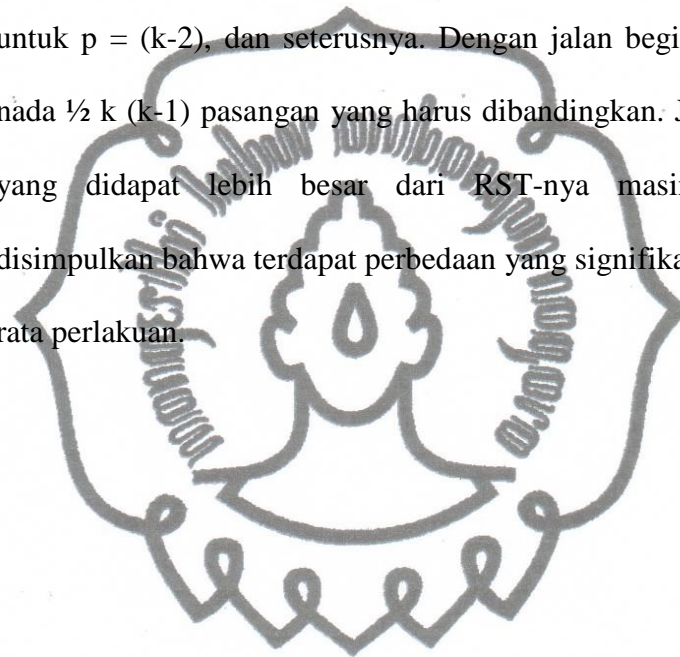 untuk p = (k-2), dan seterusnya. Dengan jalan begi
nada ½ k (k-1) pasangan yang harus dibandingkan. J
yang didapat lebih besar dari RST-nya masi
disimpulkan bahwa terdapat perbedaan yang signifika
rata perlakuan.